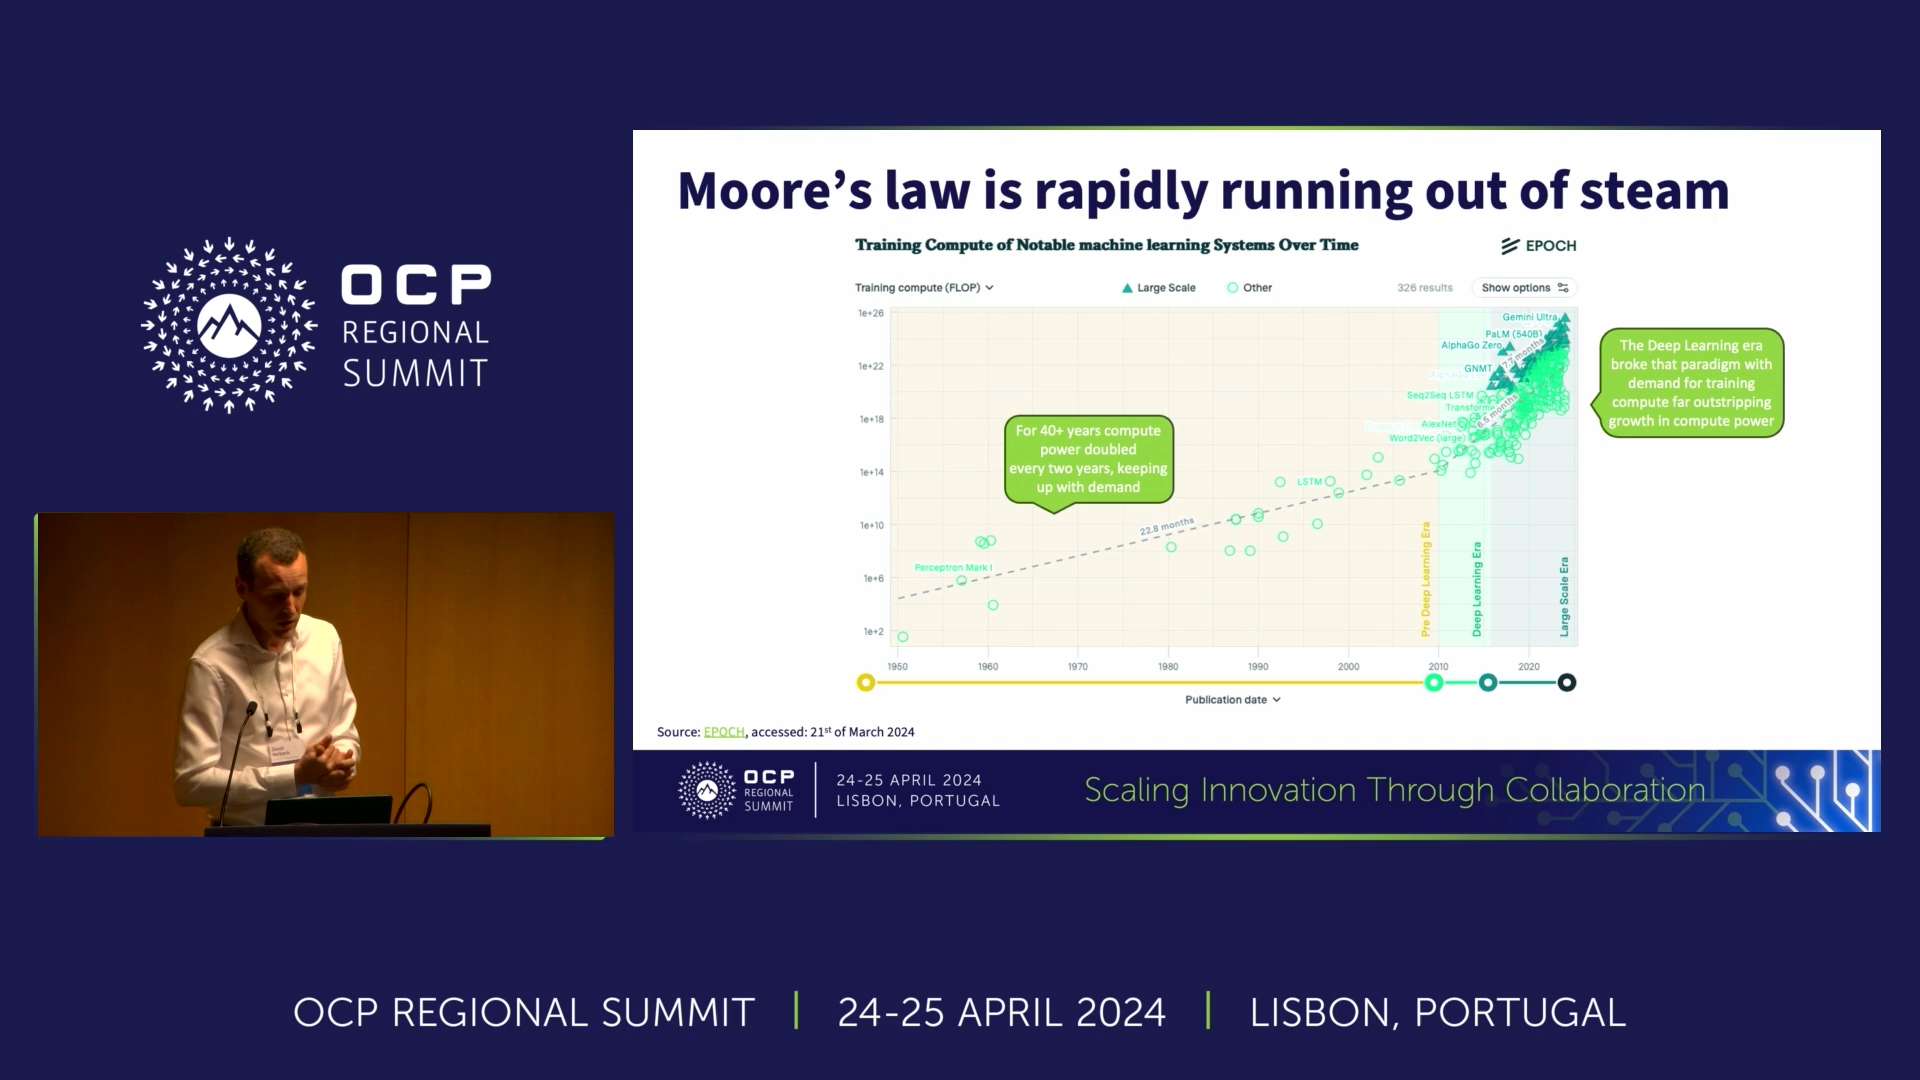 OCP
REGIONAL
SUMMIT
Moore’s law is rapidly running out of steam
Training Compute of Notable machine learning Systems Over Time
EPOCH
Training compute (FLOP)
Large Scale
Other
326 results
Show options
1e+26
1e+22
1e+18
1e+14
1e+10
1e+6
1e+2
Gemini Ultra
PaLM (540B)
AlphaGo Zero
7.7 months
GNMT
Seq2Seq LSTM
Transformer
6.5 months
AlexNet
Word2Vec (large)
LSTM
22.8 months
Perceptron Mark I
For 40+ years compute
power doubled
every two years, keeping
up with demand
The Deep Learning era
broke that paradigm with
demand for training
compute far outstripping
growth in compute power
Pre Deep Learning Era
Deep Learning Era
Large Scale Era
1950
1960
1970
1980
1990
2000
2010
2020
Publication date
Source: EPOCH, accessed: 21st of March 2024
OCP
REGIONAL
SUMMIT
24-25 APRIL 2024
LISBON, PORTUGAL
Scaling Innovation Through Collaboration
OCP REGIONAL SUMMIT | 24-25 APRIL 2024 | LISBON, PORTUGAL